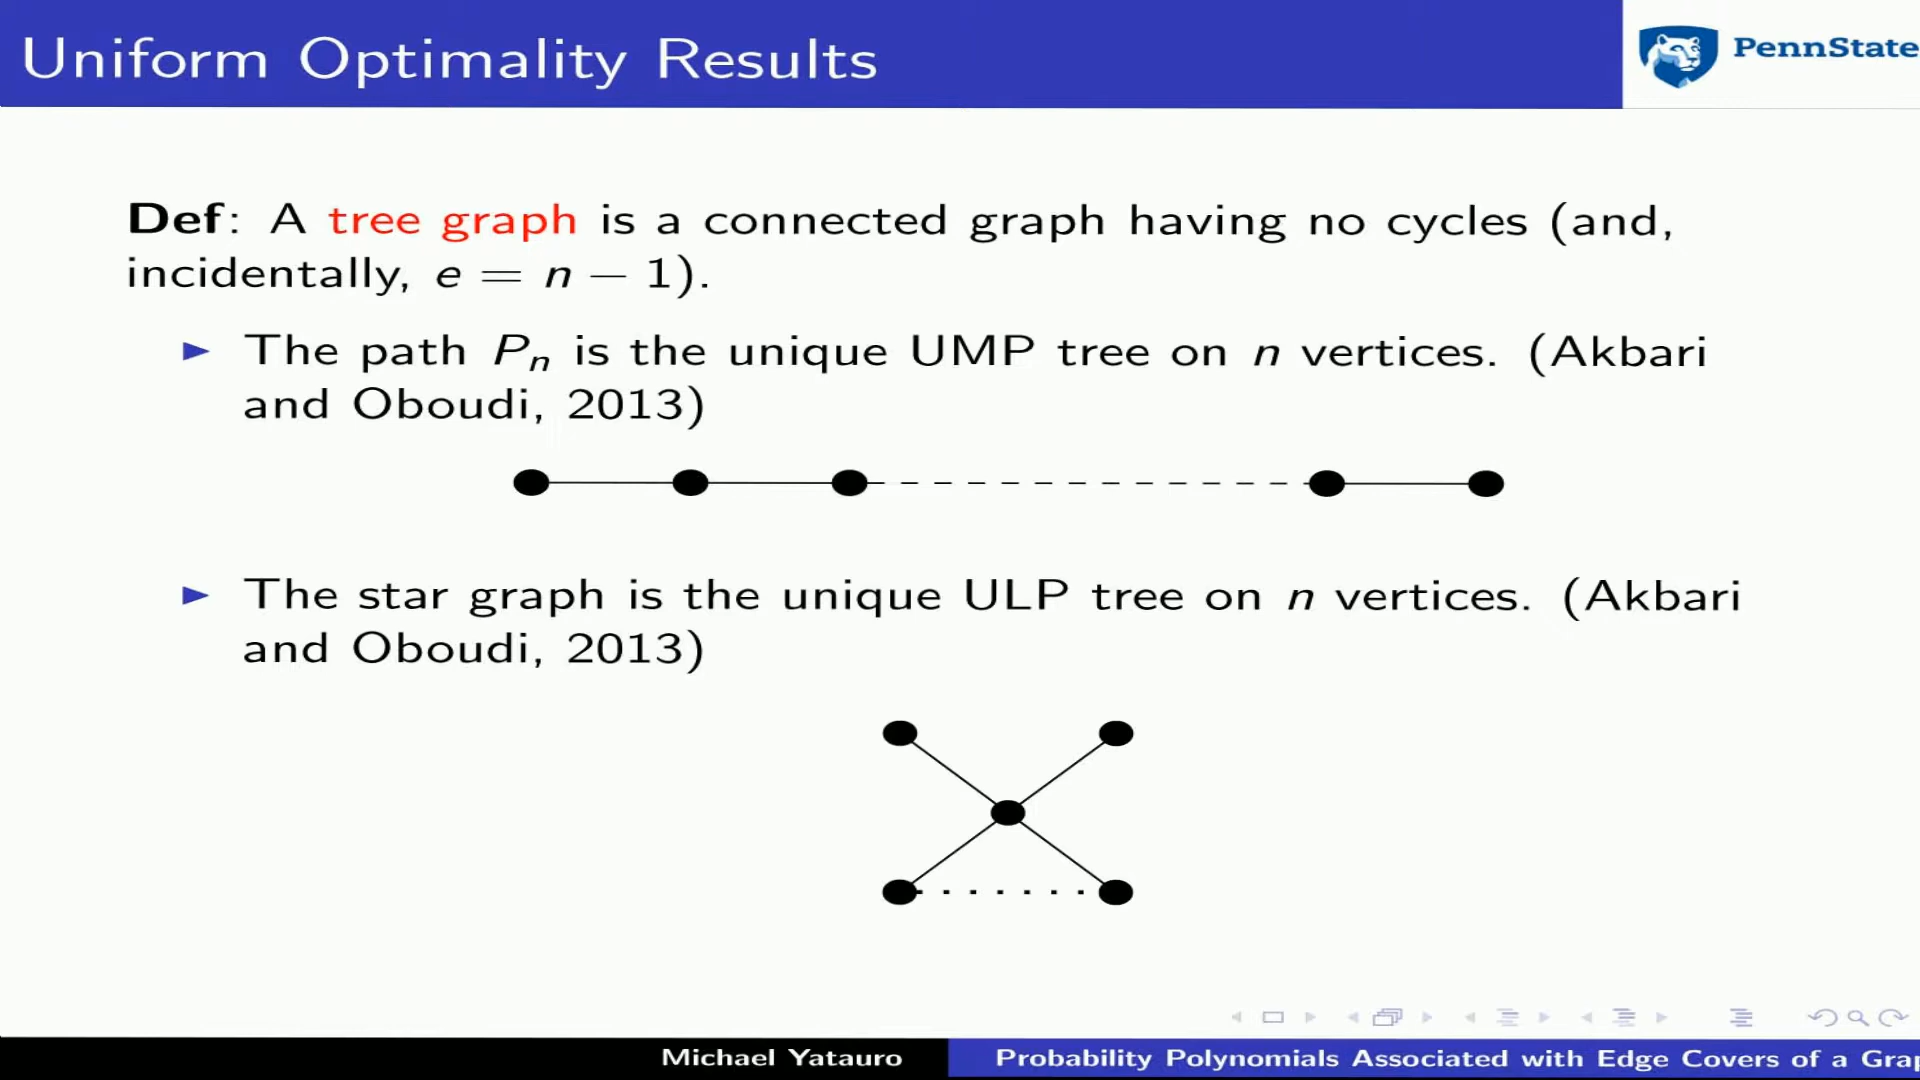 Uniform Optimality Results
PennState
Def: A tree graph is a connected graph having no cycles (and,
incidentally, e = n − 1).
The path Pn is the unique UMP tree on n vertices. (Akbari
and Oboudi, 2013)
The star graph is the unique ULP tree on n vertices. (Akbari
and Oboudi, 2013)
Michael Yatauro
Probability Polynomials Associated with Edge Covers of a Grap